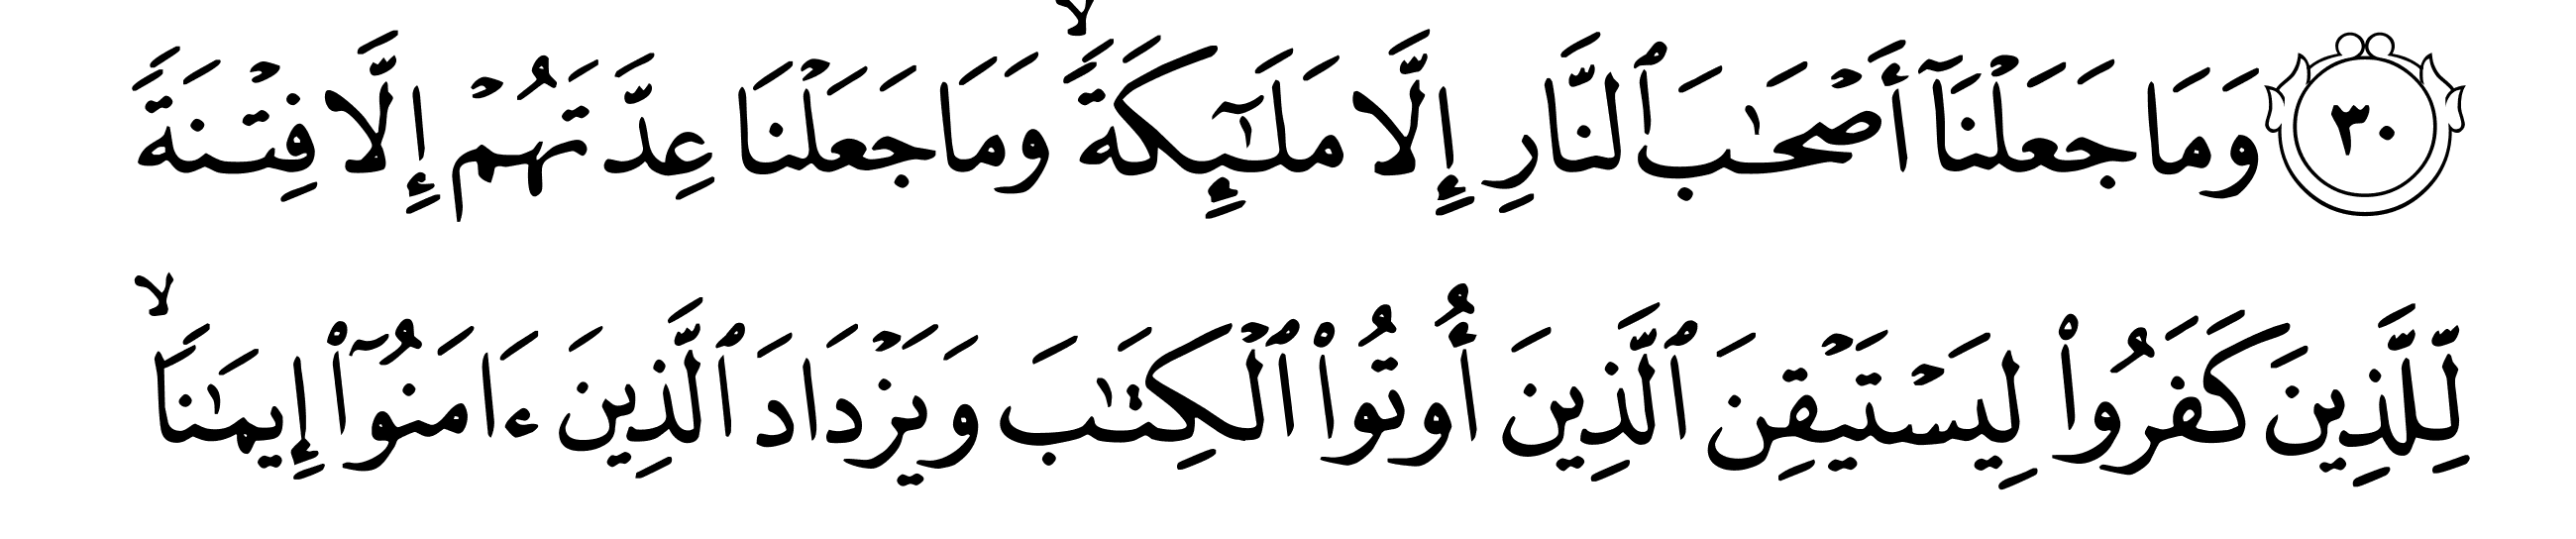 ٣٠ وَمَا جَعَلْنَآ أَصْحَـٰبَ ٱلنَّارِ إِلَّا مَلَـٰٓئِكَةً ۙ وَمَا جَعَلْنَا عِدَّتَهُمْ إِلَّا فِتْنَةً
لِّلَّذِينَ كَفَرُوا۟ لِيَسْتَيْقِنَ ٱلَّذِينَ أُوتُوا۟ ٱلْكِتَـٰبَ وَيَزْدَادَ ٱلَّذِينَ ءَامَنُوٓا۟ إِيمَـٰنًا ۙ